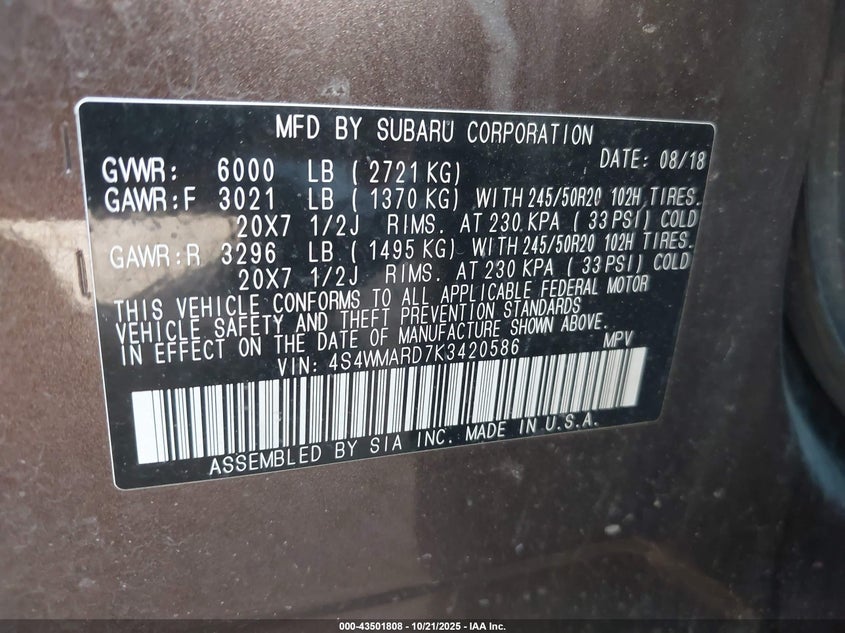 MFD BY SUBARU CORPORATION
DATE: 08/18
GVWR: 6000 LB ( 2721 KG)
GAWR:F 3021 LB ( 1370 KG) WITH 245/50R20 102H TIRES.
20X7 1/2J RIMS. AT 230 KPA ( 33 PSI) COLD
GAWR:R 3296 LB ( 1495 KG) WITH 245/50R20 102H TIRES.
20X7 1/2J RIMS. AT 230 KPA ( 33 PSI) COLD
THIS VEHICLE CONFORMS TO ALL APPLICABLE FEDERAL MOTOR
VEHICLE SAFETY AND THEFT PREVENTION STANDARDS
IN EFFECT ON THE DATE OF MANUFACTURE SHOWN ABOVE.
VIN: 4S4WMARD7K3420586 MPV
ASSEMBLED BY SIA INC. MADE IN U.S.A.
000-43501808 - 10/21/2025 - IAA Inc.